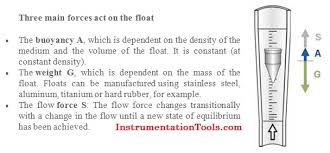 Three main forces act on the float
• The buoyancy A, which is dependent on the density of the
medium and the volume of the float. It is constant (at
constant density).
• The weight G, which is dependent on the mass of the
float. Floats can be manufactured using stainless steel,
aluminum, titanium or hard rubber, for example.
• The flow force S: The flow force changes transitionally
with a change in the flow until a new state of equilibrium
has been achieved.
InstrumentationTools.com
S
A
G